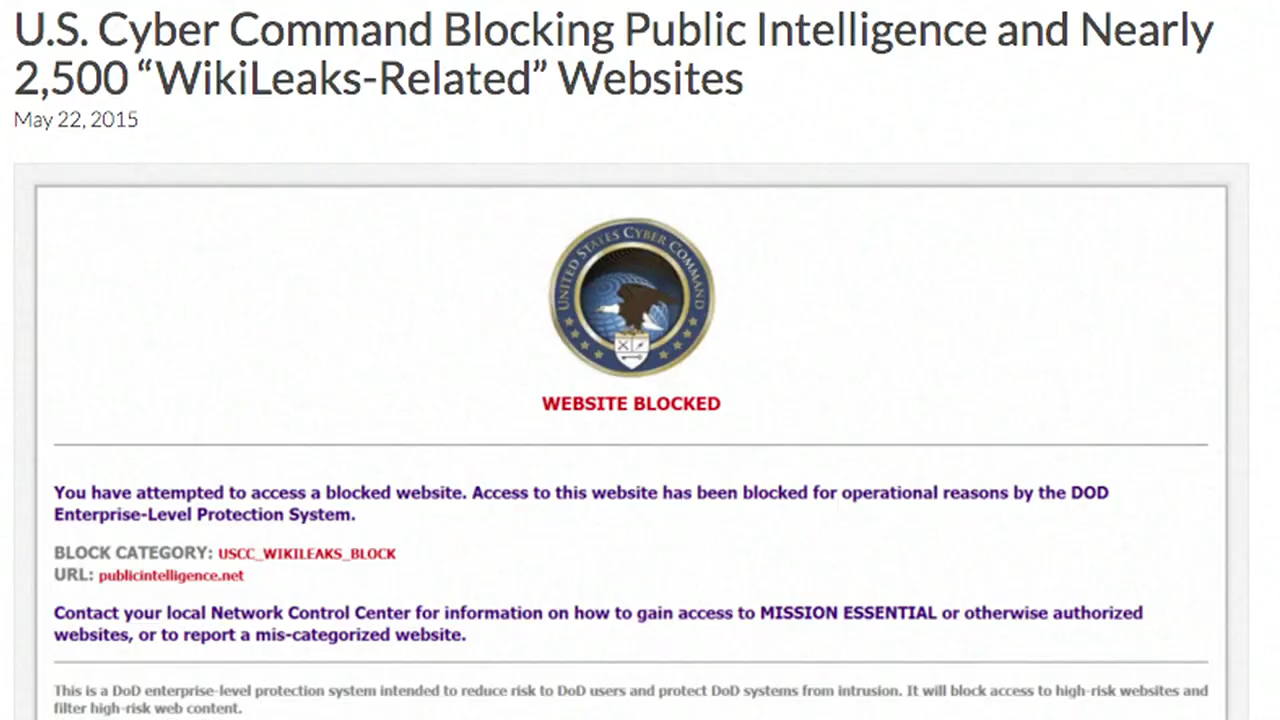 U.S. Cyber Command Blocking Public Intelligence and Nearly
2,500 “WikiLeaks-Related” Websites
May 22, 2015
UNITED STATES CYBER COMMAND
WEBSITE BLOCKED
You have attempted to access a blocked website. Access to this website has been blocked for operational reasons by the DOD
Enterprise-Level Protection System.
BLOCK CATEGORY: USCC_WIKILEAKS_BLOCK
URL: publicintelligence.net
Contact your local Network Control Center for information on how to gain access to MISSION ESSENTIAL or otherwise authorized
websites, or to report a mis-categorized website.
This is a DoD enterprise-level protection system intended to reduce risk to DoD users and protect DoD systems from intrusion. It will block access to high-risk websites and
filter high-risk web content.